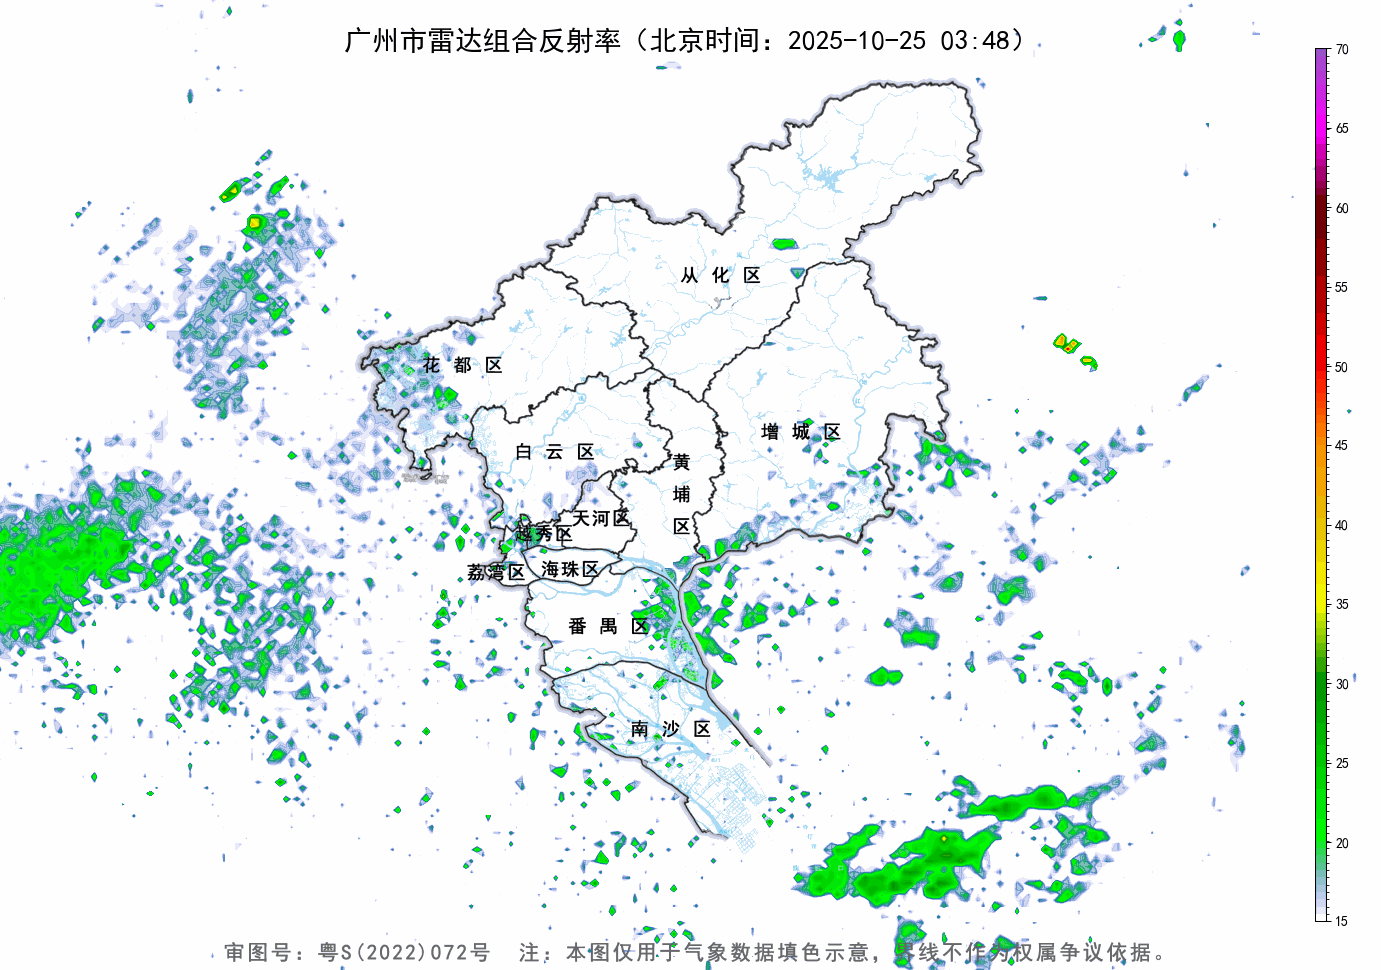 广州市雷达组合反射率（北京时间：2025-10-25 03:48）
70
65
60
55
50
45
40
35
30
25
20
15
从化区
花都区
增城区
白云区
黄埔区
天河区
越秀区
海珠区
荔湾区
番禺区
南沙区
审图号：粤S(2022)072号 注：本图仅用于气象数据填色示意，界线不作为权属争议依据。